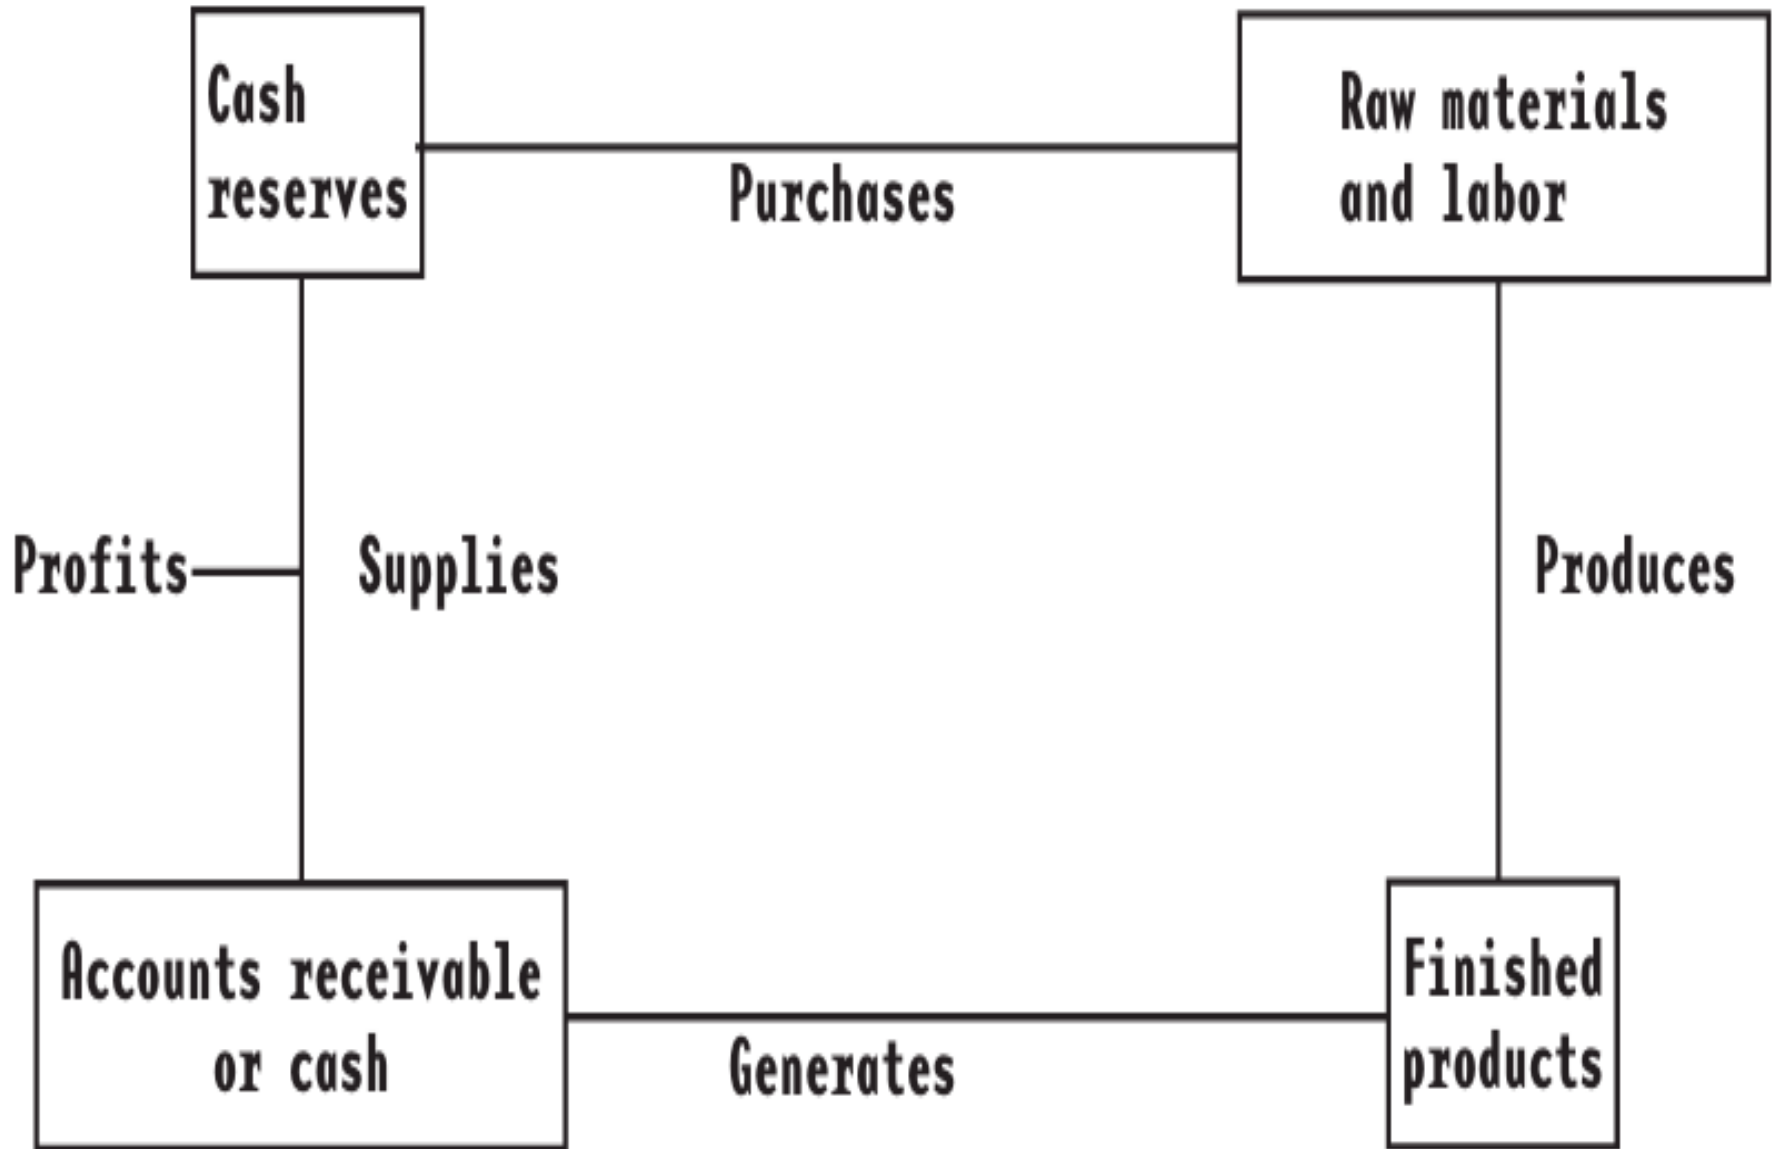 Cash
reserves
Purchases
Raw materials
and labor
Profits
Supplies
Produces
Accounts receivable
or cash
Generates
Finished
products